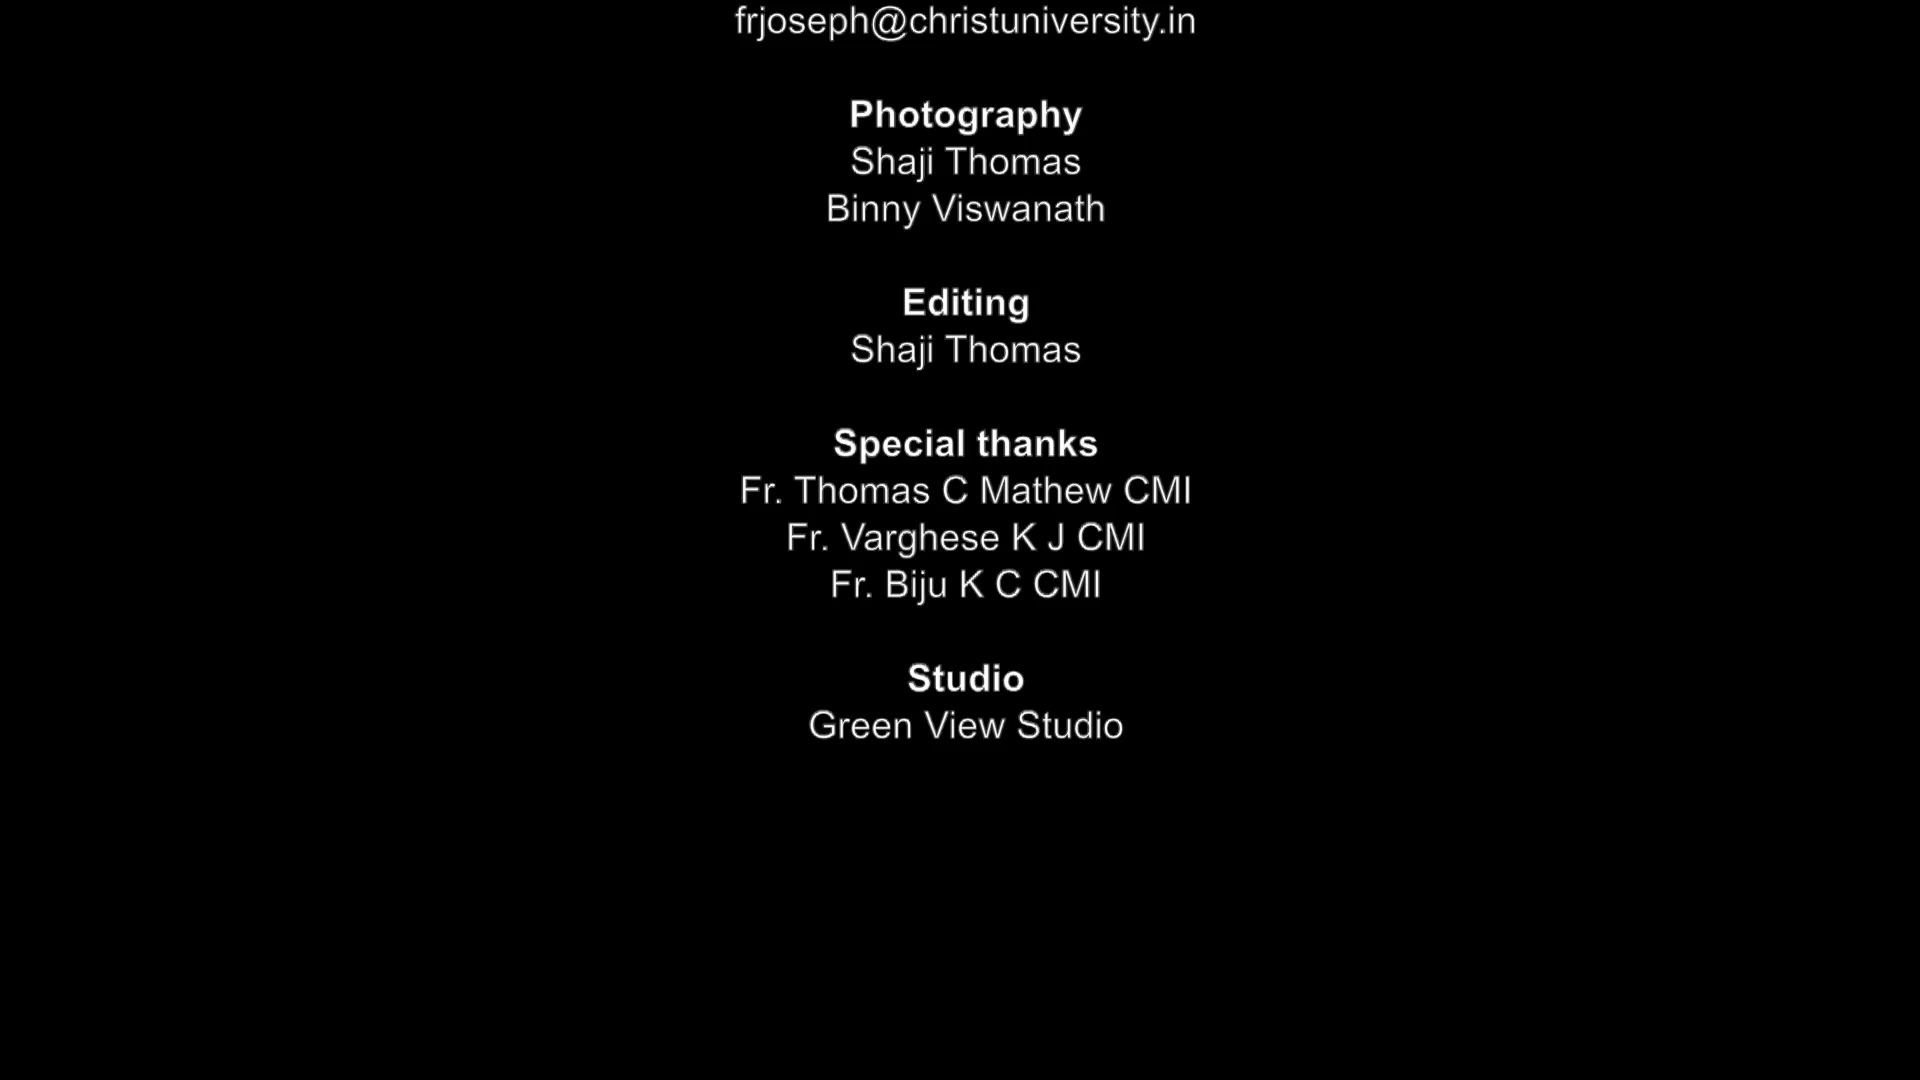 frjoseph@christuniversity.in
Photography
Shaji Thomas
Binny Viswanath
Editing
Shaji Thomas
Special thanks
Fr. Thomas C Mathew CMI
Fr. Varghese K J CMI
Fr. Biju K C CMI
Studio
Green View Studio